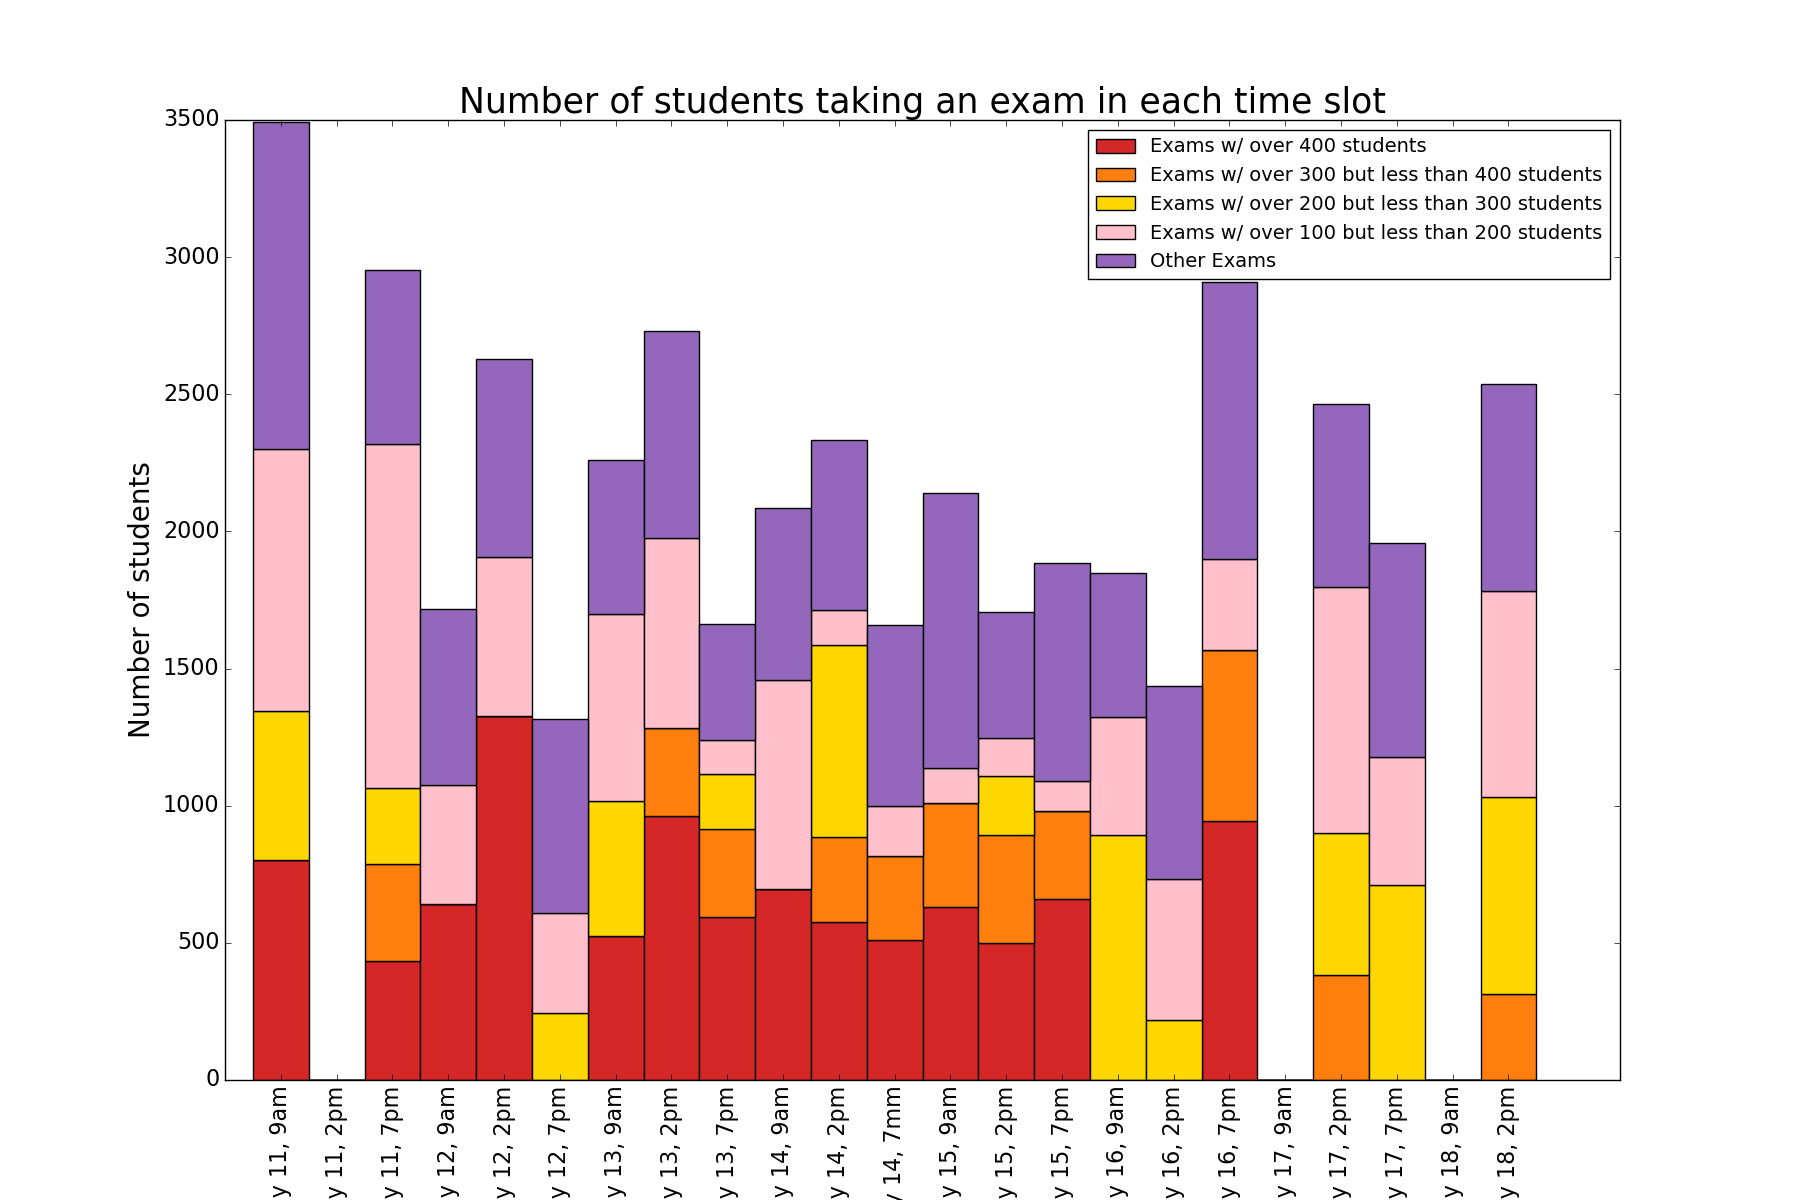 Number of students taking an exam in each time slot
Exams w/ over 400 students
Exams w/ over 300 but less than 400 students
Exams w/ over 200 but less than 300 students
Exams w/ over 100 but less than 200 students
Other Exams
Number of students
3500
3000
2500
2000
1500
1000
500
0
y 11, 9am
y 11, 2pm
y 11, 7pm
y 12, 9am
y 12, 2pm
y 12, 7pm
y 13, 9am
y 13, 2pm
y 13, 7pm
y 14, 9am
y 14, 2pm
y 14, 7mm
y 15, 9am
y 15, 2pm
y 15, 7pm
y 16, 9am
y 16, 2pm
y 16, 7pm
y 17, 9am
y 17, 2pm
y 17, 7pm
y 18, 9am
y 18, 2pm